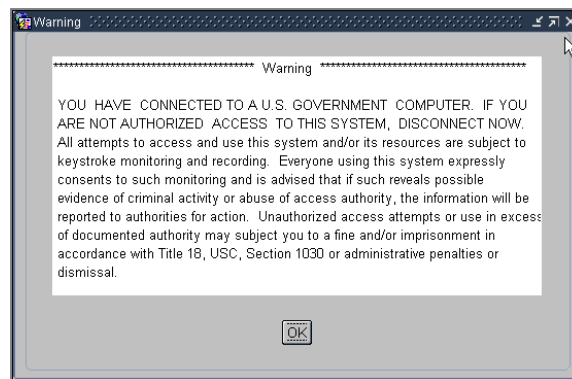 Warning
**************************************** Warning *****************************************
YOU HAVE CONNECTED TO A U.S. GOVERNMENT COMPUTER. IF YOU
ARE NOT AUTHORIZED ACCESS TO THIS SYSTEM, DISCONNECT NOW.
All attempts to access and use this system and/or its resources are subject to
keystroke monitoring and recording. Everyone using this system expressly
consents to such monitoring and is advised that if such reveals possible
evidence of criminal activity or abuse of access authority, the information will be
reported to authorities for action. Unauthorized access attempts or use in excess
of documented authority may subject you to a fine and/or imprisonment in
accordance with Title 18, USC, Section 1030 or administrative penalties or
dismissal.
OK